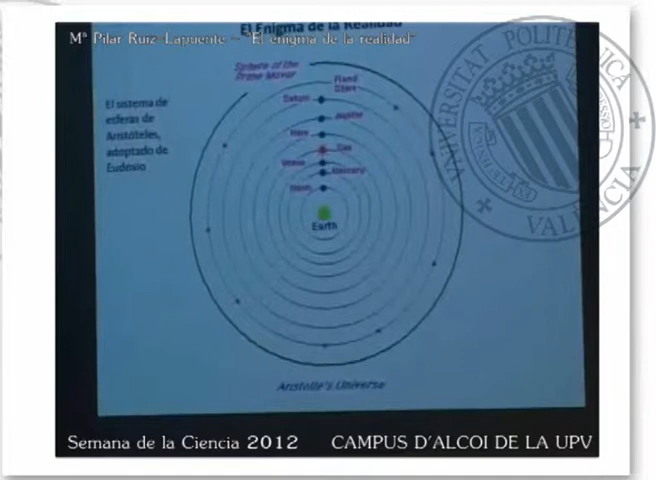 El Enigma de la Realidad
Mª Pilar Ruiz-Lapuente – "El enigma de la realidad"
Sphere of the
Prime Mover
Fixed
Stars
Saturn
Jupiter
Mars
Sun
Venus
Mercury
Moon
Earth
El sistema de
esferas de
Aristóteles,
adoptado de
Eudoxio
Aristotle's Universe
Semana de la Ciencia 2012
CAMPUS D'ALCOI DE LA UPV
UNIVERSITAT POLITÈCNICA
VALÈNCIA